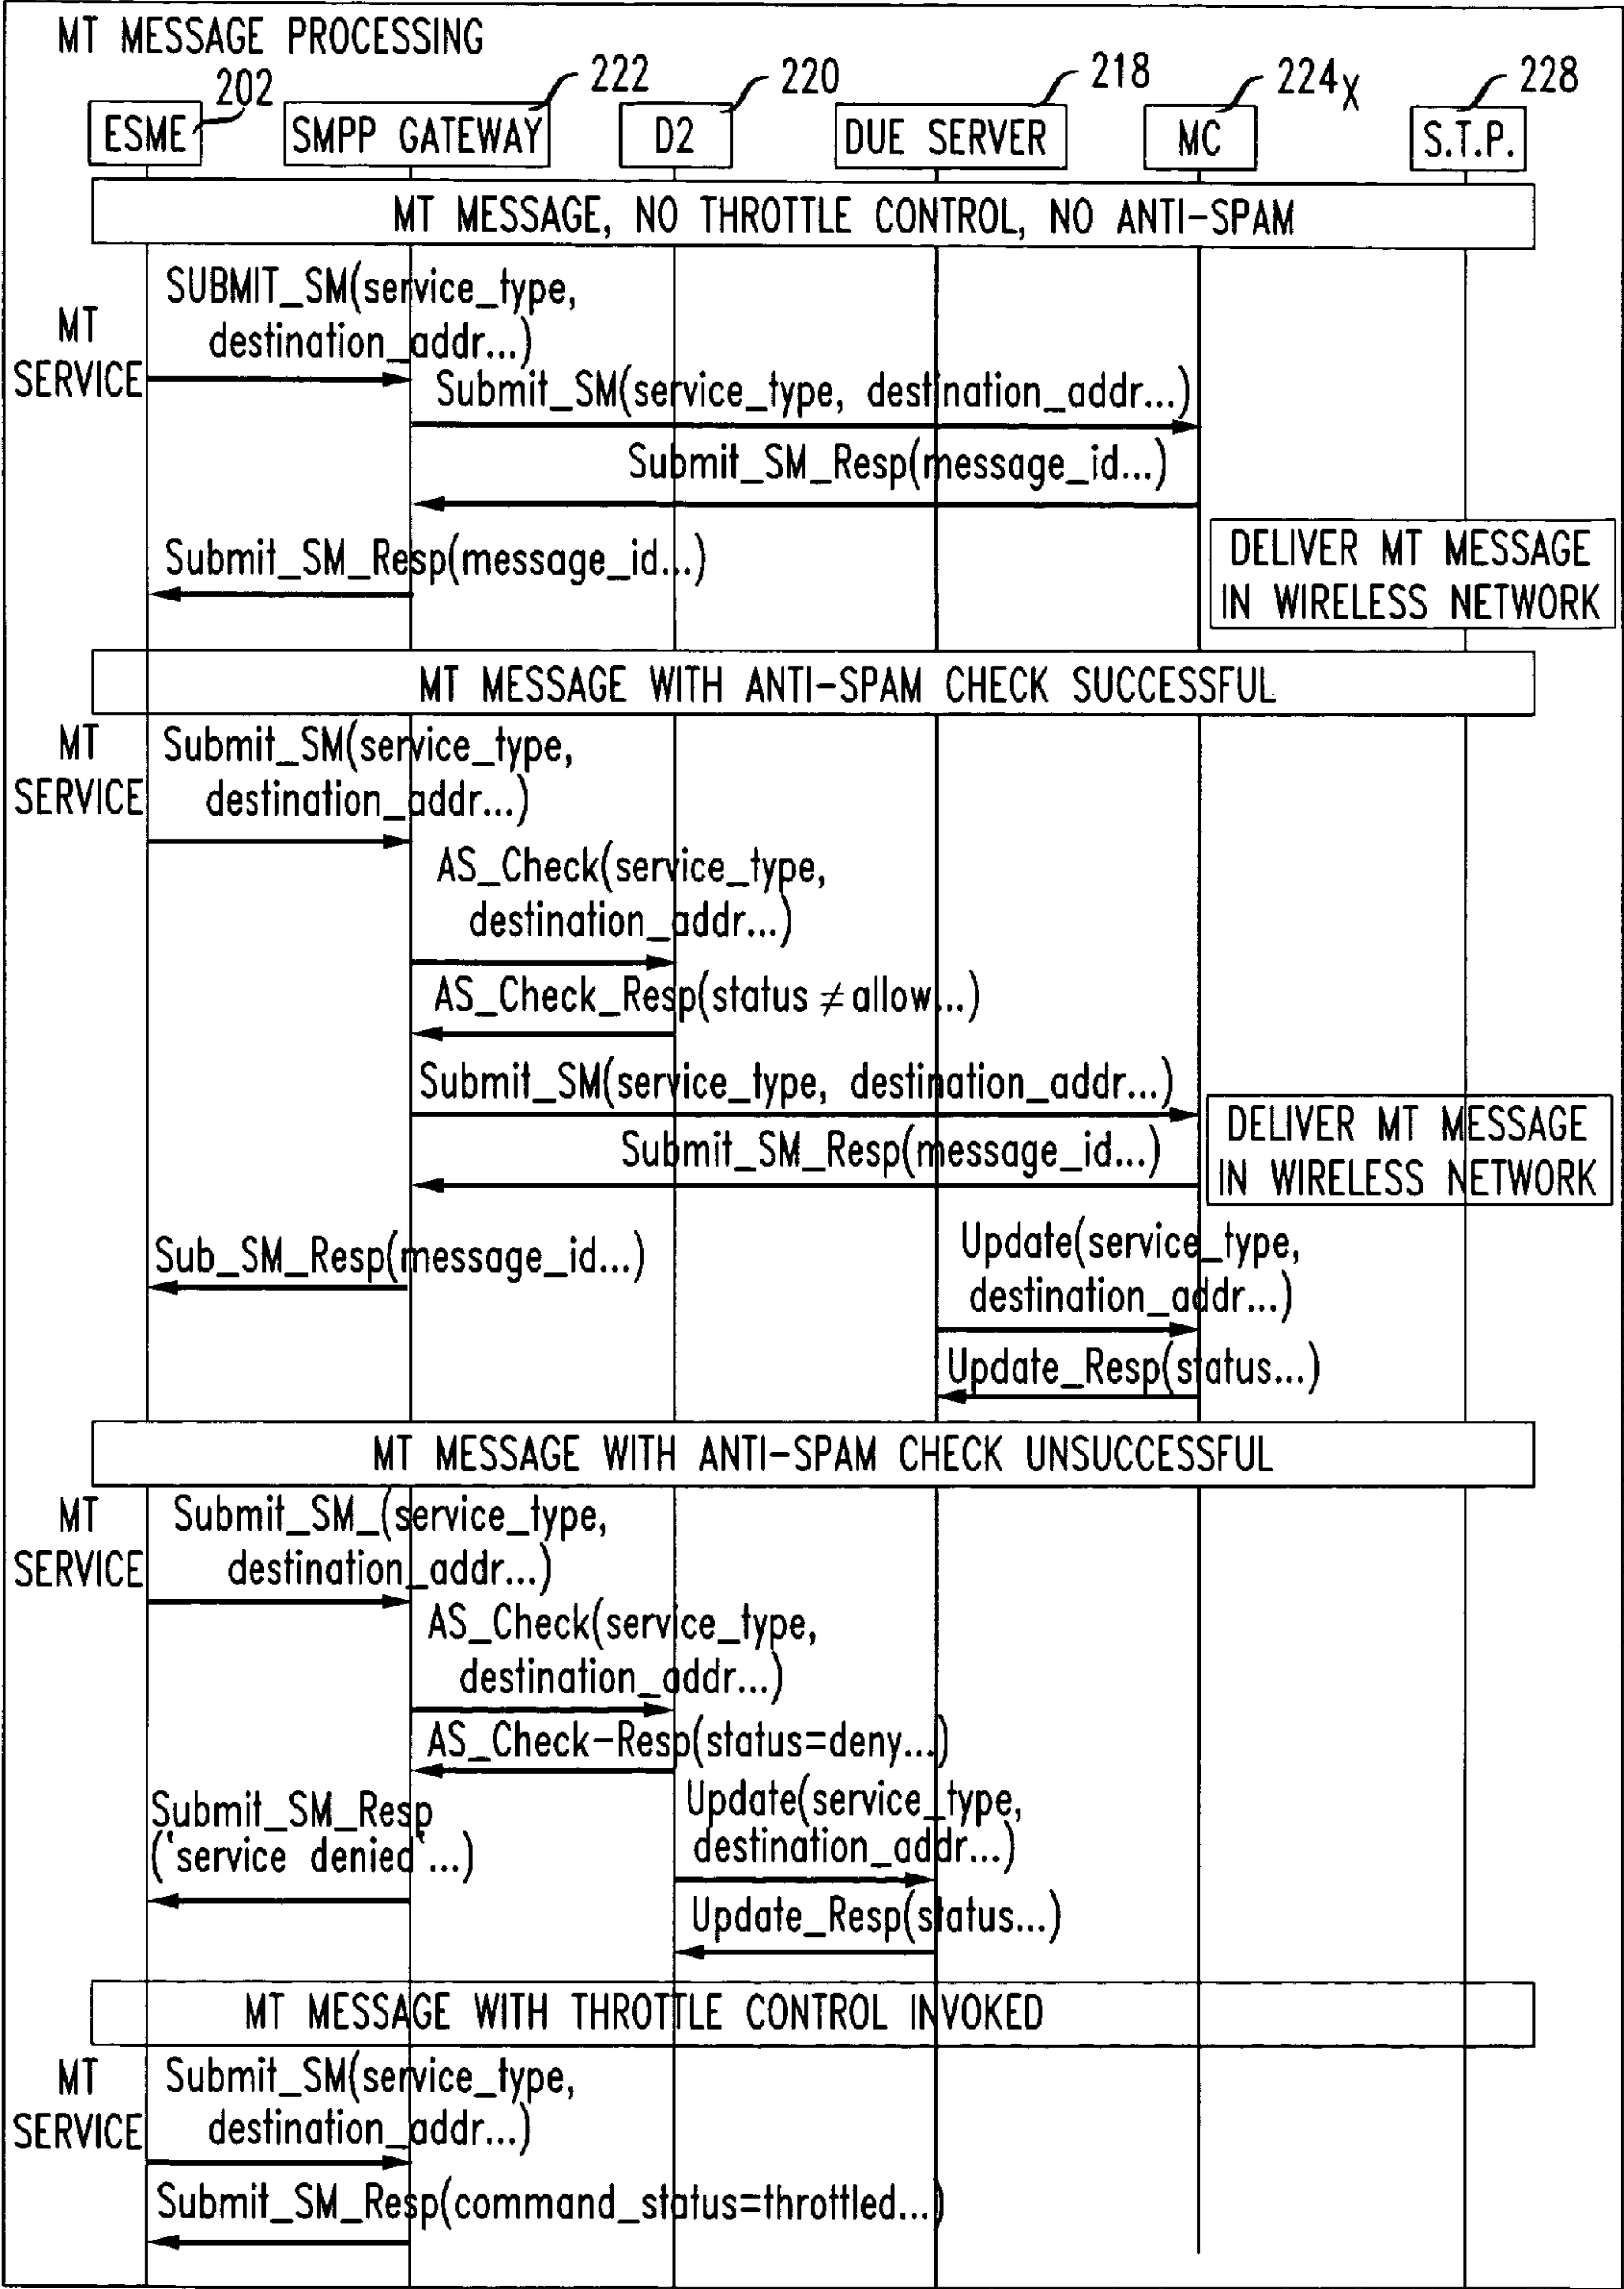 MT MESSAGE PROCESSING
202
222
220
218
224X
228
ESME
SMPP GATEWAY
D2
DUE SERVER
MC
S.T.P.
MT MESSAGE, NO THROTTLE CONTROL, NO ANTI-SPAM
MT
SERVICE
SUBMIT_SM(service_type,
destination_addr...)
Submit_SM(service_type, destination_addr...)
Submit_SM_Resp(message_id...)
Submit_SM_Resp(message_id...)
DELIVER MT MESSAGE
IN WIRELESS NETWORK
MT MESSAGE WITH ANTI-SPAM CHECK SUCCESSFUL
MT
SERVICE
Submit_SM(service_type,
destination_addr...)
AS_Check(service_type,
destination_addr...)
AS_Check_Resp(status ≠ allow...)
Submit_SM(service_type, destination_addr...)
DELIVER MT MESSAGE
IN WIRELESS NETWORK
Submit_SM_Resp(message_id...)
Sub_SM_Resp(message_id...)
Update(service_type,
destination_addr...)
Update_Resp(status...)
MT MESSAGE WITH ANTI-SPAM CHECK UNSUCCESSFUL
MT
SERVICE
Submit_SM_(service_type,
destination_addr...)
AS_Check(service_type,
destination_addr...)
AS_Check-Resp(status=deny...)
Submit_SM_Resp
('service denied'...)
Update(service_type,
destination_addr...)
Update_Resp(status...)
MT MESSAGE WITH THROTTLE CONTROL INVOKED
MT
SERVICE
Submit_SM(service_type,
destination_addr...)
Submit_SM_Resp(command_status=throttled...)